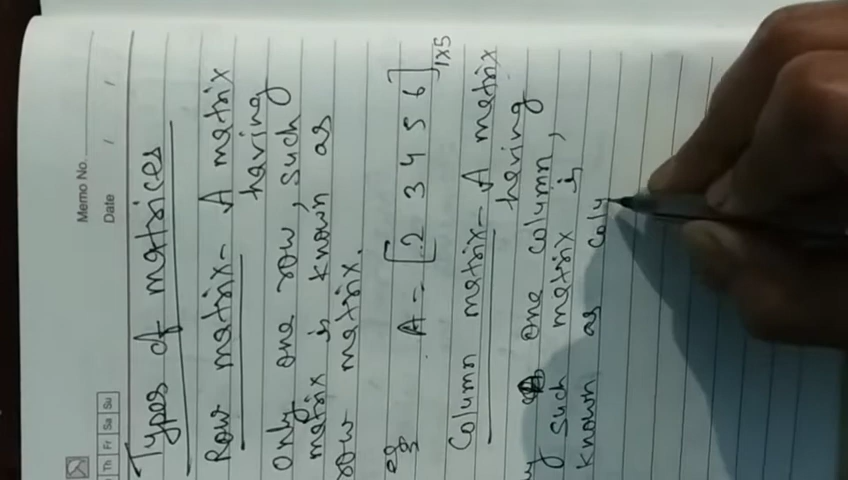 Memo No.
Date / /
Th Fr Sa Su
Types of matrices
Row matrix - A matrix
having
only one row, such
matrix is known as
row matrix.
eg A = [2 3 4 5 6] 1x5
Column matrix - A matrix
having
one column,
such matrix is,
known as colu